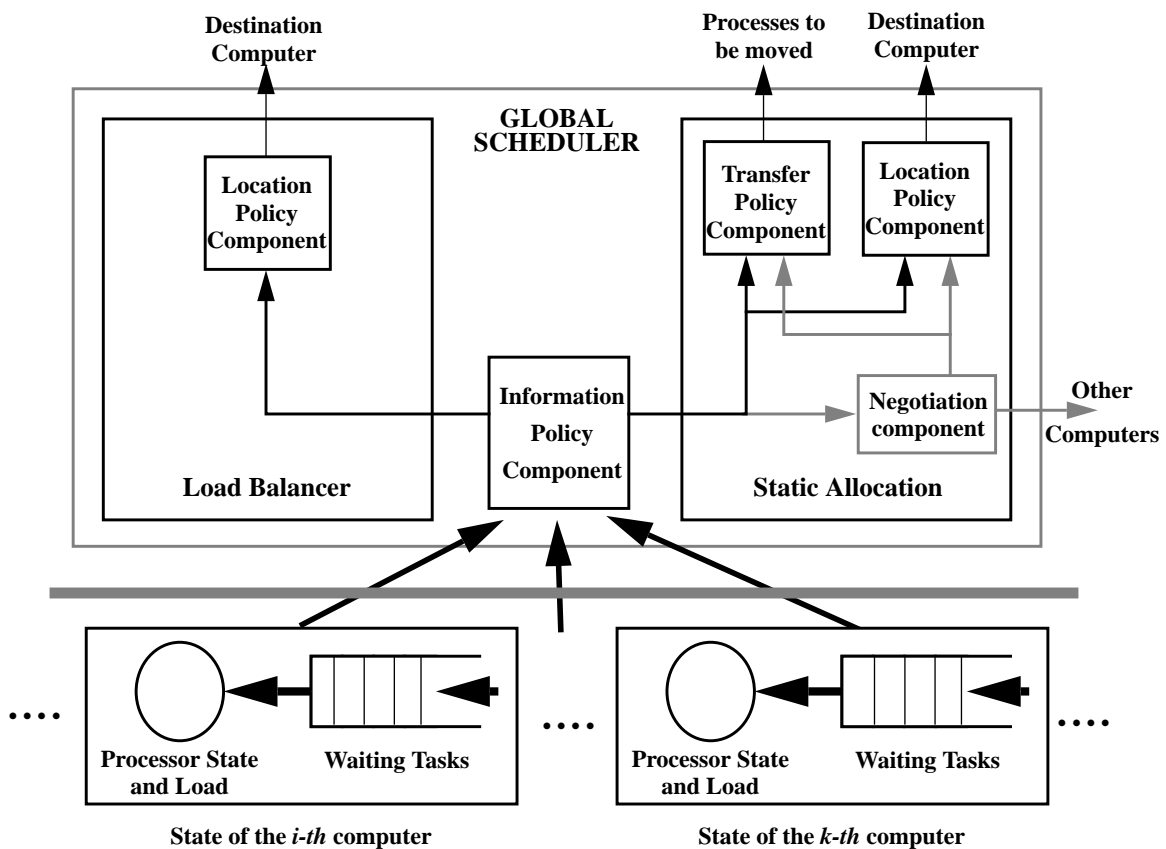 Destination
Computer
Processes to
be moved
Destination
Computer
GLOBAL
SCHEDULER
Location
Policy
Component
Transfer
Policy
Component
Location
Policy
Component
Information
Policy
Component
Negotiation
component
Other
Computers
Load Balancer
Static Allocation
....
Processor State
and Load
Waiting Tasks
....
Processor State
and Load
Waiting Tasks
....
State of the i-th computer
State of the k-th computer